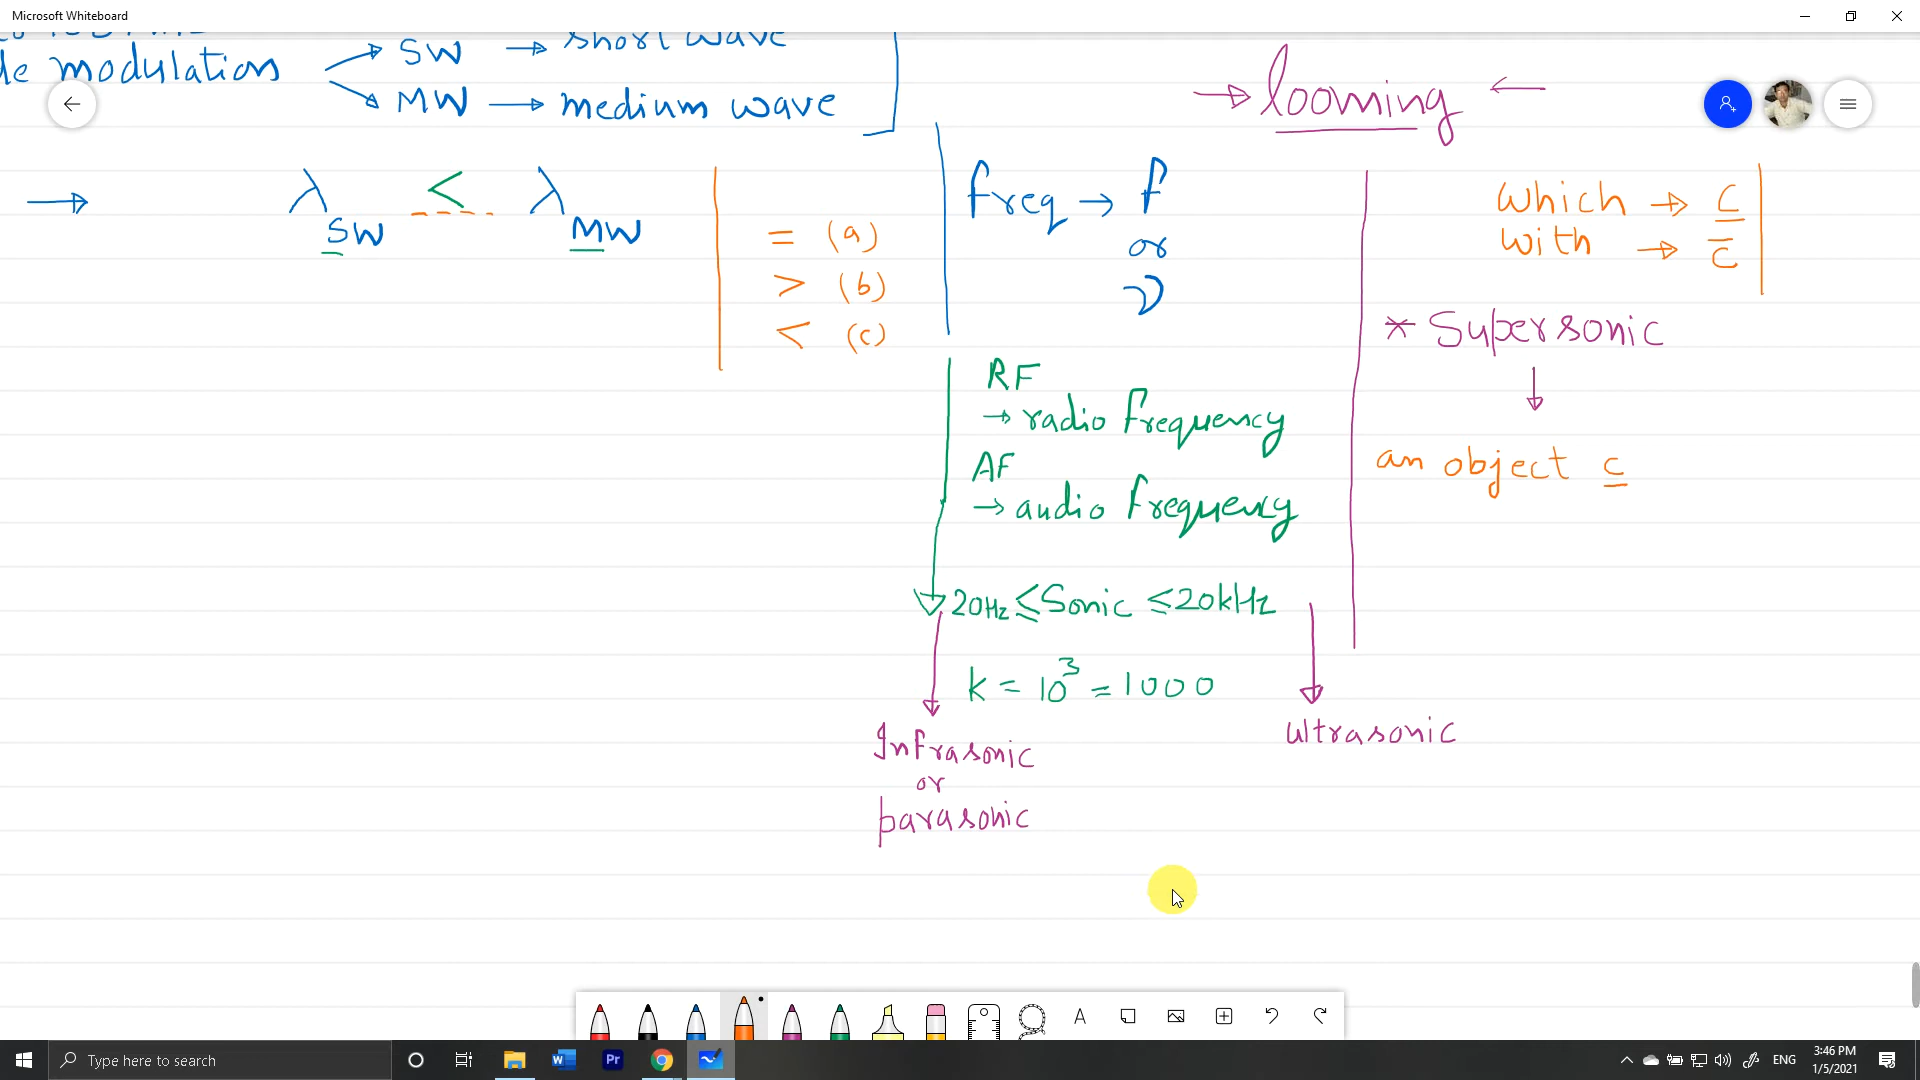 Microsoft Whiteboard
de modulation → SW → short wave
→ MW → medium wave
→ looming ←
→ λSW < λMW
= (a)
> (b)
< (c)
freq → f
or
ν
RF
→ radio frequency
AF
→ audio frequency
20Hz ≤ Sonic ≤ 20kHz
k = 10³ = 1000
Infrasonic
or
parasonic
ultrasonic
which → c
with → c̅
* Supersonic
↓
an object c
A
Type here to search
ENG
3:46 PM
1/5/2021